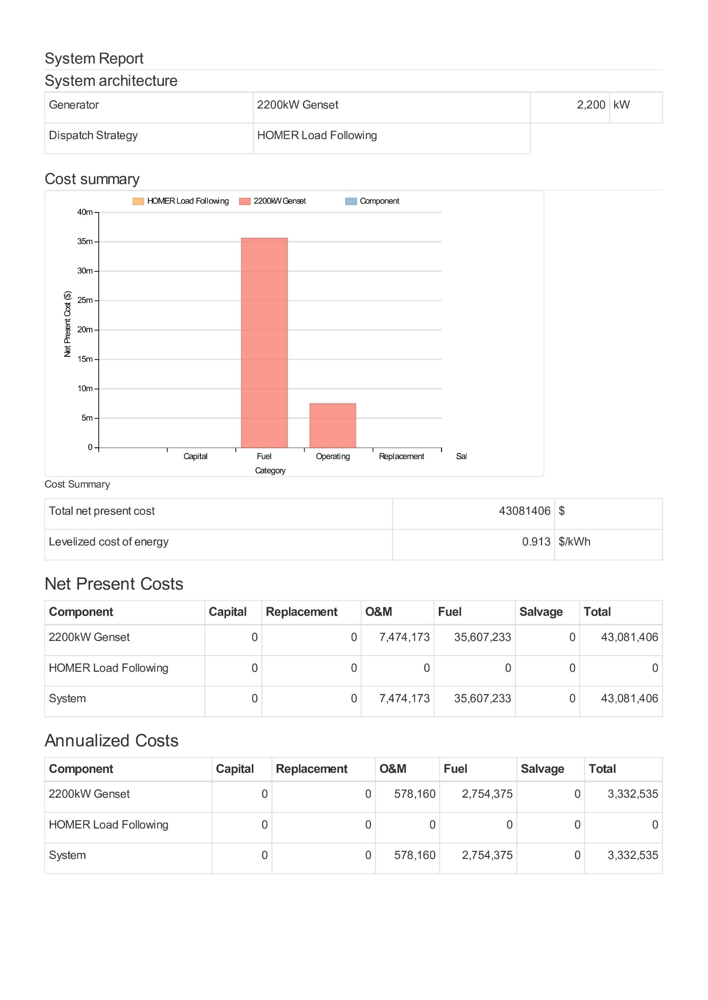 System Report
System architecture
Generator 2200kW Genset 2,200 kW
Dispatch Strategy HOMER Load Following
Cost summary
HOMER Load Following 2200kW Genset Component
40m
35m
30m
25m
20m
15m
10m
5m
0
Net Present Cost ($)
Capital Fuel Operating Replacement Sal
Category
Cost Summary
Total net present cost 43081406 $
Levelized cost of energy 0.913 $/kWh
Net Present Costs
Component Capital Replacement O&M Fuel Salvage Total
2200kW Genset 0 0 7,474,173 35,607,233 0 43,081,406
HOMER Load Following 0 0 0 0 0 0
System 0 0 7,474,173 35,607,233 0 43,081,406
Annualized Costs
Component Capital Replacement O&M Fuel Salvage Total
2200kW Genset 0 0 578,160 2,754,375 0 3,332,535
HOMER Load Following 0 0 0 0 0 0
System 0 0 578,160 2,754,375 0 3,332,535